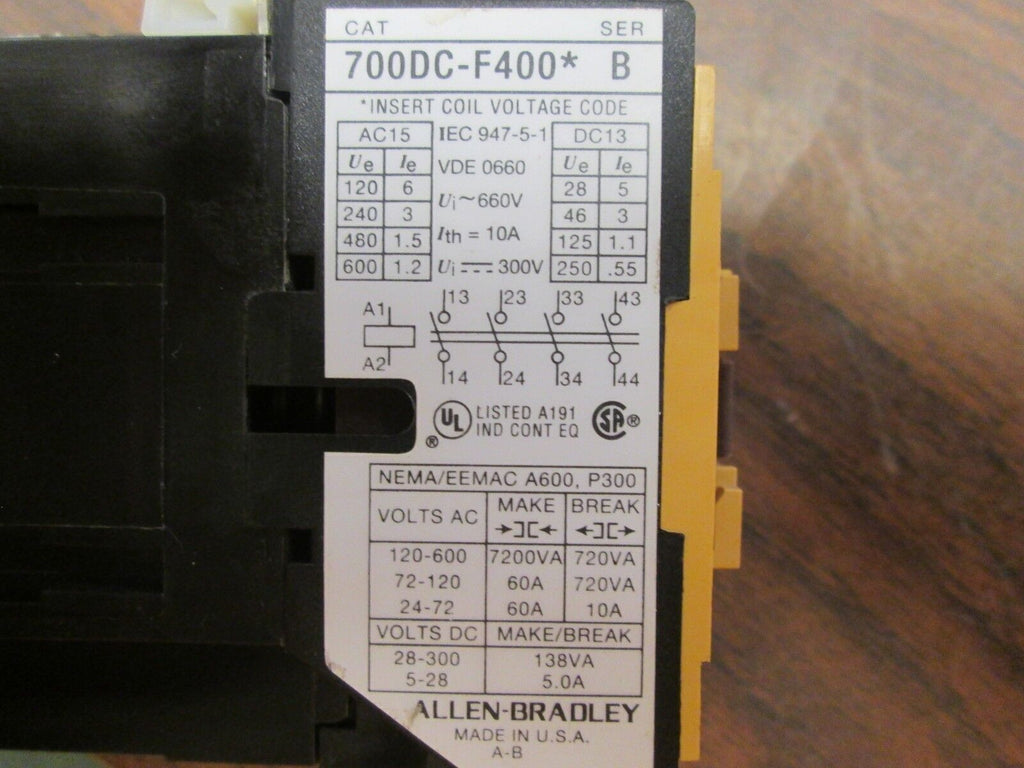 CAT SER
700DC-F400* B
*INSERT COIL VOLTAGE CODE
AC15 IEC 947-5-1 DC13
Ue Ie VDE 0660 Ue Ie
120 6 Ui ~ 660V 28 5
240 3 46 3
480 1.5 Ith = 10A 125 1.1
600 1.2 Ui ⎓ 300V 250 .55
13 23 33 43
A1
A2
14 24 34 44
UL LISTED A191 SA ®
® IND CONT EQ
NEMA/EEMAC A600, P300
VOLTS AC MAKE BREAK
120-600 7200VA 720VA
72-120 60A 720VA
24-72 60A 10A
VOLTS DC MAKE/BREAK
28-300 138VA
5-28 5.0A
ALLEN-BRADLEY
MADE IN U.S.A.
A-B